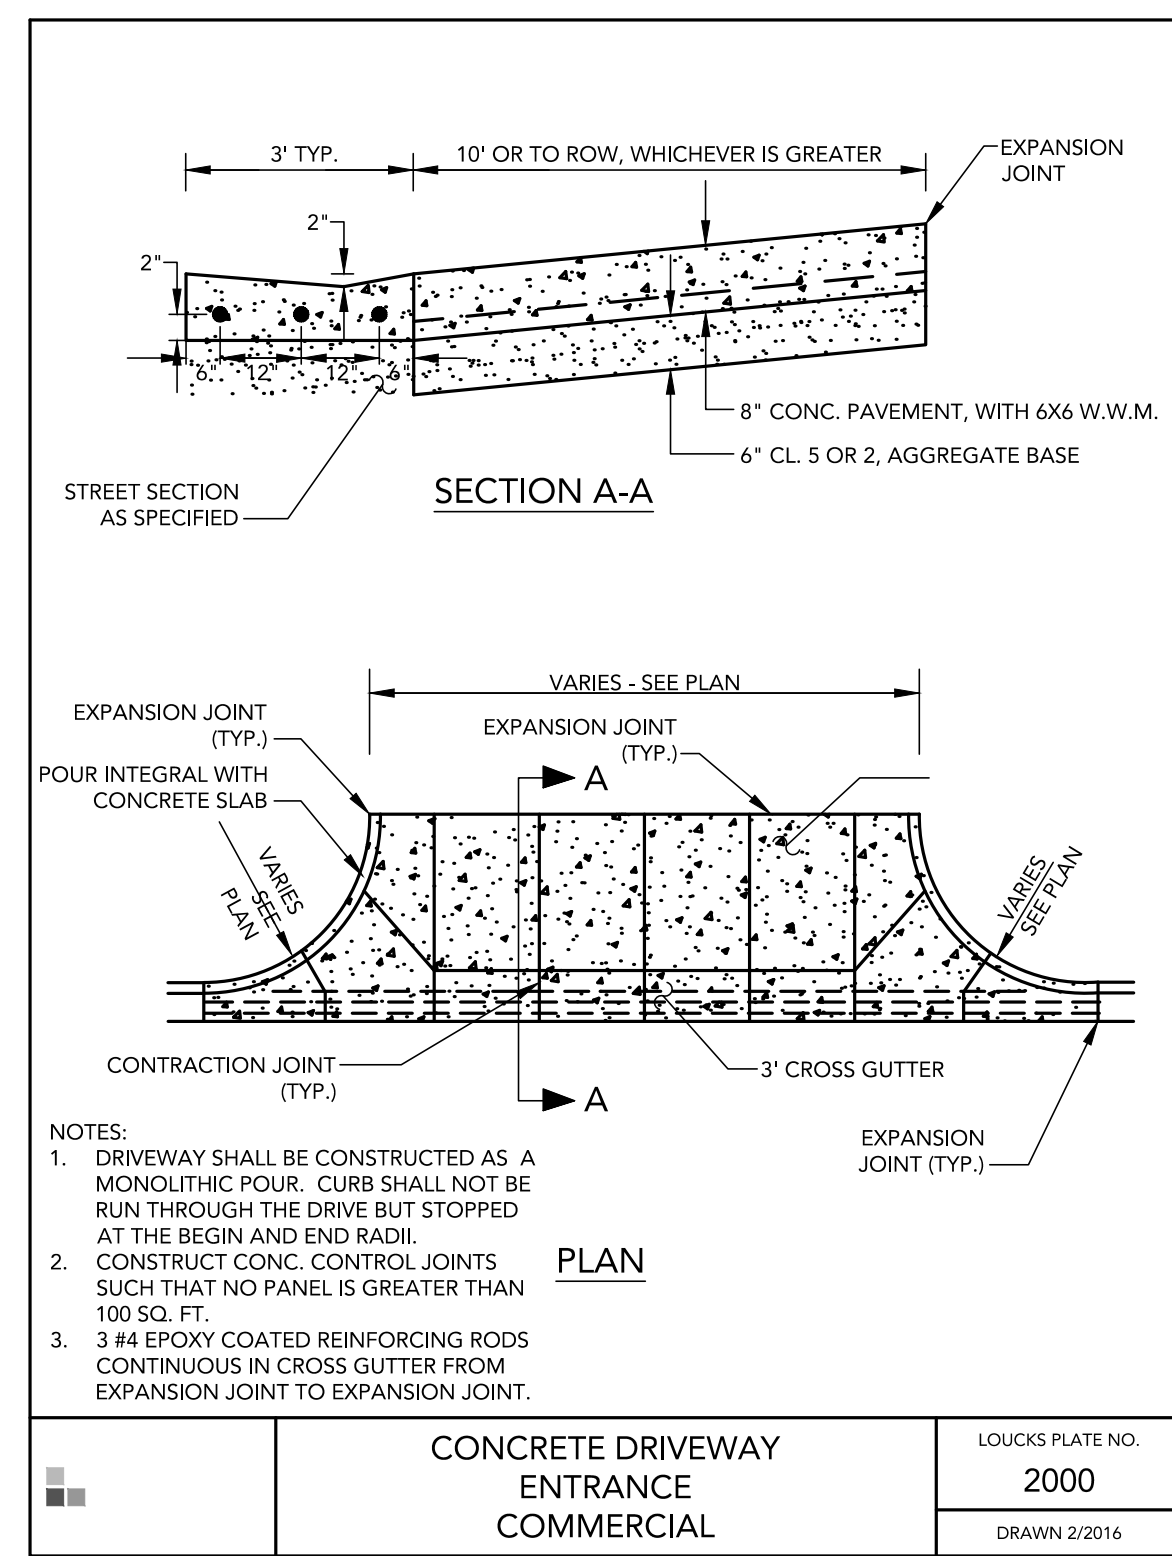 3' TYP.
10' OR TO ROW, WHICHEVER IS GREATER
EXPANSION
JOINT
2"
2"
6"
12"
12"
6"
8" CONC. PAVEMENT, WITH 6X6 W.W.M.
6" CL. 5 OR 2, AGGREGATE BASE
STREET SECTION
AS SPECIFIED
SECTION A-A
VARIES - SEE PLAN
EXPANSION JOINT
(TYP.)
EXPANSION JOINT
(TYP.)
POUR INTEGRAL WITH
CONCRETE SLAB
A
VARIES
SEE
PLAN
VARIES
SEE PLAN
CONTRACTION JOINT
(TYP.)
3' CROSS GUTTER
A
EXPANSION
JOINT (TYP.)
NOTES:
1. DRIVEWAY SHALL BE CONSTRUCTED AS A
MONOLITHIC POUR. CURB SHALL NOT BE
RUN THROUGH THE DRIVE BUT STOPPED
AT THE BEGIN AND END RADII.
2. CONSTRUCT CONC. CONTROL JOINTS
SUCH THAT NO PANEL IS GREATER THAN
100 SQ. FT.
3. 3 #4 EPOXY COATED REINFORCING RODS
CONTINUOUS IN CROSS GUTTER FROM
EXPANSION JOINT TO EXPANSION JOINT.
PLAN
CONCRETE DRIVEWAY
ENTRANCE
COMMERCIAL
LOUCKS PLATE NO.
2000
DRAWN 2/2016